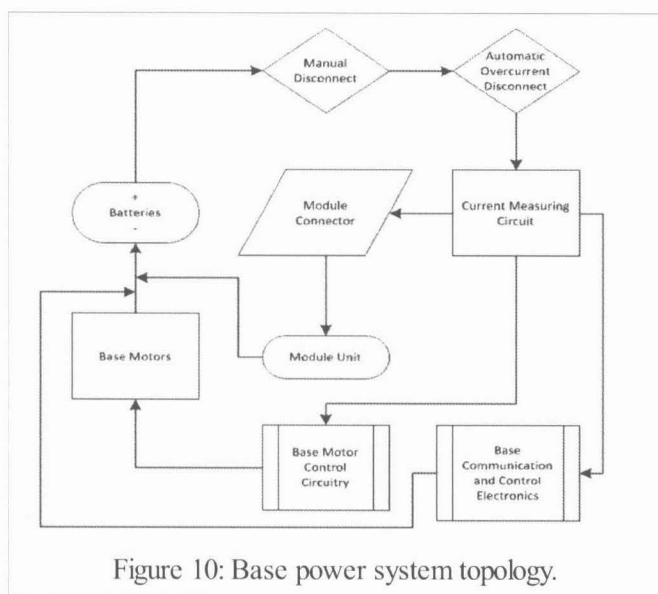 Manual
Disconnect
Automatic
Overcurrent
Disconnect
+
Batteries
-
Module
Connector
Current Measuring
Circuit
Base Motors
Module Unit
Base Motor
Control
Circuitry
Base
Communication
and Control
Electronics
Figure 10: Base power system topology.